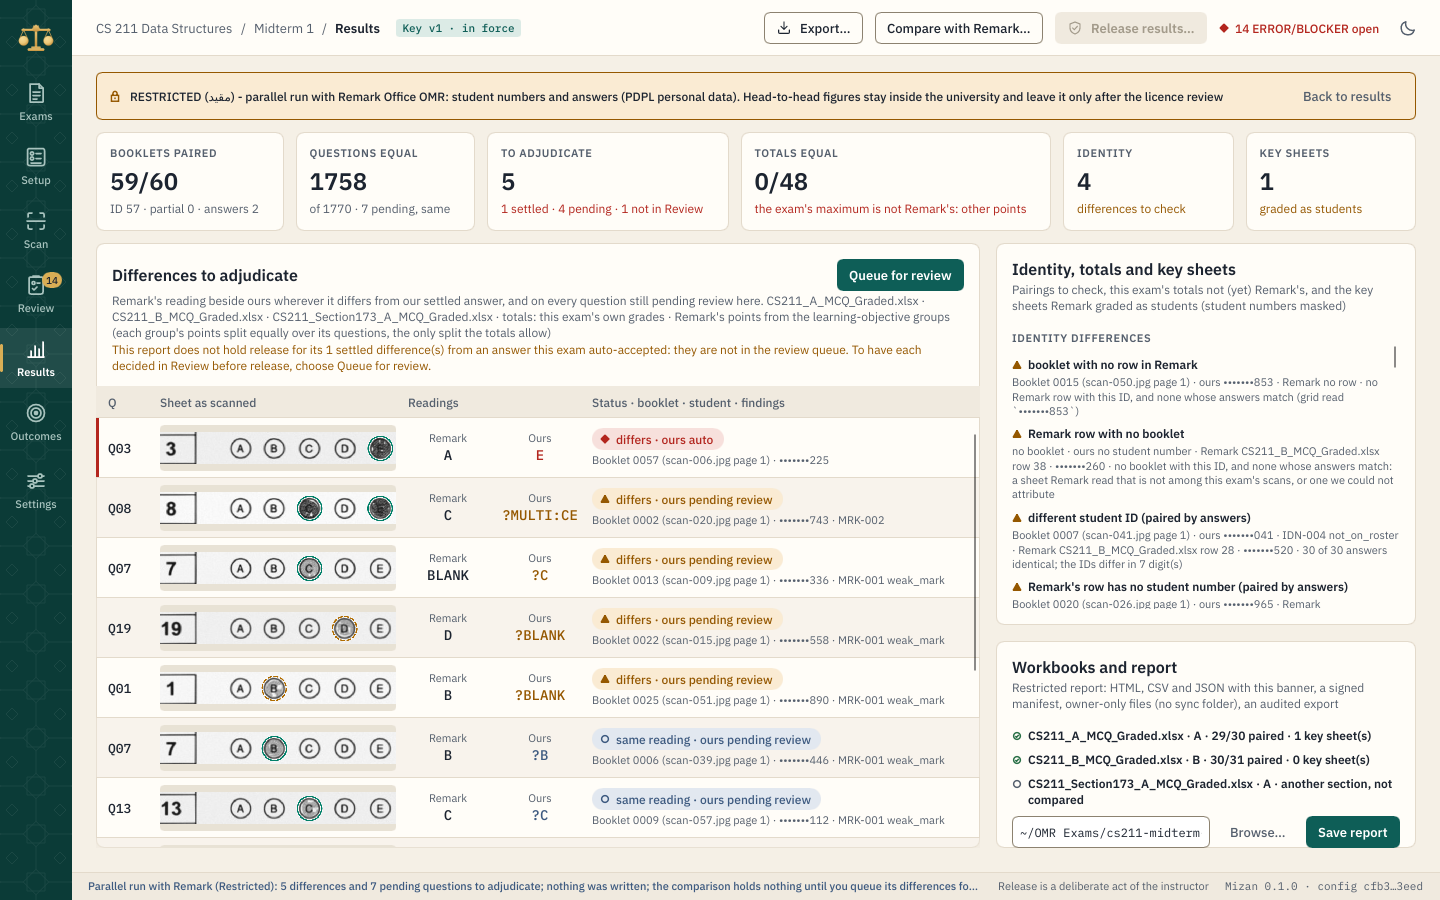 CS 211 Data Structures / Midterm 1 / Results
Key v1 · in force
Export...
Compare with Remark...
Release results...
14 ERROR/BLOCKER open
Exams
Setup
Scan
14
Review
Results
Outcomes
Settings
RESTRICTED (مقيد) - parallel run with Remark Office OMR: student numbers and answers (PDPL personal data). Head-to-head figures stay inside the university and leave it only after the licence review
Back to results
BOOKLETS PAIRED
59/60
ID 57 · partial 0 · answers 2
QUESTIONS EQUAL
1758
of 1770 · 7 pending, same
TO ADJUDICATE
5
1 settled · 4 pending · 1 not in Review
TOTALS EQUAL
0/48
the exam's maximum is not Remark's: other points
IDENTITY
4
differences to check
KEY SHEETS
1
graded as students
Differences to adjudicate
Queue for review
Remark's reading beside ours wherever it differs from our settled answer, and on every question still pending review here. CS211_A_MCQ_Graded.xlsx ·
CS211_B_MCQ_Graded.xlsx · CS211_Section173_A_MCQ_Graded.xlsx · totals: this exam's own grades · Remark's points from the learning-objective groups
(each group's points split equally over its questions, the only split the totals allow)
This report does not hold release for its 1 settled difference(s) from an answer this exam auto-accepted: they are not in the review queue. To have each
decided in Review before release, choose Queue for review.
Q Sheet as scanned Readings Status · booklet · student · findings
Q03 3 A B C D Remark A Ours E differs · ours auto
Booklet 0057 (scan-006.jpg page 1) · •••••••225
Q08 8 A B C D Remark C Ours ?MULTI:CE differs · ours pending review
Booklet 0002 (scan-020.jpg page 1) · •••••••743 · MRK-002
Q07 7 A B C D E Remark BLANK Ours ?C differs · ours pending review
Booklet 0013 (scan-009.jpg page 1) · •••••••336 · MRK-001 weak_mark
Q19 19 A B C D E Remark D Ours ?BLANK differs · ours pending review
Booklet 0022 (scan-015.jpg page 1) · •••••••558 · MRK-001 weak_mark
Q01 1 A B C D E Remark B Ours ?BLANK differs · ours pending review
Booklet 0025 (scan-051.jpg page 1) · •••••••890 · MRK-001 weak_mark
Q07 7 A B C D E Remark B Ours ?B same reading · ours pending review
Booklet 0006 (scan-039.jpg page 1) · •••••••446 · MRK-001 weak_mark
Q13 13 A B C D E Remark C Ours ?C same reading · ours pending review
Booklet 0009 (scan-057.jpg page 1) · •••••••112 · MRK-001 weak_mark
Identity, totals and key sheets
Pairings to check, this exam's totals not (yet) Remark's, and the key
sheets Remark graded as students (student numbers masked)
IDENTITY DIFFERENCES
booklet with no row in Remark
Booklet 0015 (scan-050.jpg page 1) · ours •••••••853 · Remark no row · no
Remark row with this ID, and none whose answers match (grid read
`•••••••853`)
Remark row with no booklet
no booklet · ours no student number · Remark CS211_B_MCQ_Graded.xlsx
row 38 · •••••••260 · no booklet with this ID, and none whose answers match:
a sheet Remark read that is not among this exam's scans, or one we could not
attribute
different student ID (paired by answers)
Booklet 0007 (scan-041.jpg page 1) · ours •••••••041 · IDN-004 not_on_roster
· Remark CS211_B_MCQ_Graded.xlsx row 28 · •••••••520 · 30 of 30 answers
identical; the IDs differ in 7 digit(s)
Remark's row has no student number (paired by answers)
Booklet 0020 (scan-026.jpg page 1) · ours •••••••965 · Remark
Workbooks and report
Restricted report: HTML, CSV and JSON with this banner, a signed
manifest, owner-only files (no sync folder), an audited export
CS211_A_MCQ_Graded.xlsx · A · 29/30 paired · 1 key sheet(s)
CS211_B_MCQ_Graded.xlsx · B · 30/31 paired · 0 key sheet(s)
CS211_Section173_A_MCQ_Graded.xlsx · A · another section, not
compared
~/OMR Exams/cs211-midterm
Browse...
Save report
Parallel run with Remark (Restricted): 5 differences and 7 pending questions to adjudicate; nothing was written; the comparison holds nothing until you queue its differences fo...
Release is a deliberate act of the instructor
Mizan 0.1.0 · config cfb3…3eed